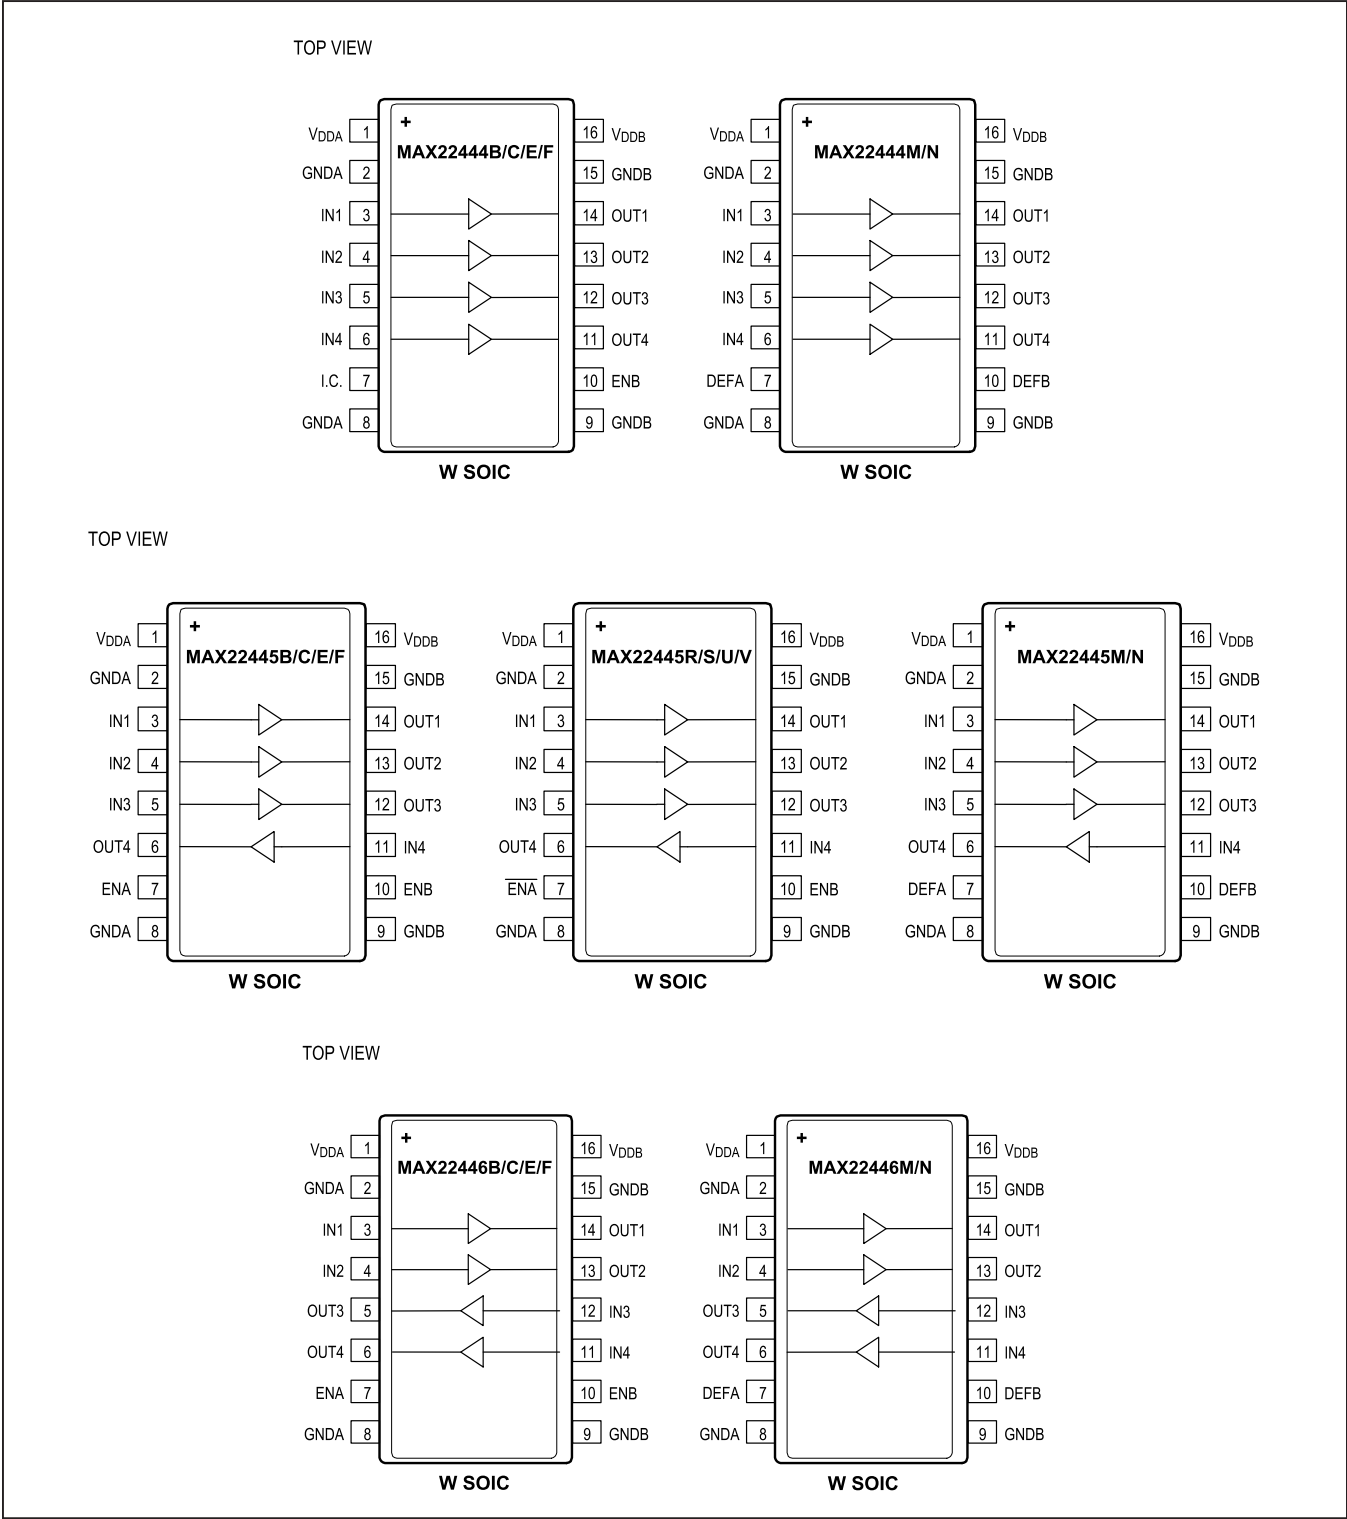 TOP VIEW
VDDA 1 + 16 VDDB
MAX22444B/C/E/F
GNDA 2 15 GNDB
IN1 3 14 OUT1
IN2 4 13 OUT2
IN3 5 12 OUT3
IN4 6 11 OUT4
I.C. 7 10 ENB
GNDA 8 9 GNDB
W SOIC
VDDA 1 + 16 VDDB
MAX22444M/N
GNDA 2 15 GNDB
IN1 3 14 OUT1
IN2 4 13 OUT2
IN3 5 12 OUT3
IN4 6 11 OUT4
DEFA 7 10 DEFB
GNDA 8 9 GNDB
W SOIC
TOP VIEW
VDDA 1 + 16 VDDB
MAX22445B/C/E/F
GNDA 2 15 GNDB
IN1 3 14 OUT1
IN2 4 13 OUT2
IN3 5 12 OUT3
OUT4 6 11 IN4
ENA 7 10 ENB
GNDA 8 9 GNDB
W SOIC
VDDA 1 + 16 VDDB
MAX22445R/S/U/V
GNDA 2 15 GNDB
IN1 3 14 OUT1
IN2 4 13 OUT2
IN3 5 12 OUT3
OUT4 6 11 IN4
E̅N̅A̅ 7 10 ENB
GNDA 8 9 GNDB
W SOIC
VDDA 1 + 16 VDDB
MAX22445M/N
GNDA 2 15 GNDB
IN1 3 14 OUT1
IN2 4 13 OUT2
IN3 5 12 OUT3
OUT4 6 11 IN4
DEFA 7 10 DEFB
GNDA 8 9 GNDB
W SOIC
TOP VIEW
VDDA 1 + 16 VDDB
MAX22446B/C/E/F
GNDA 2 15 GNDB
IN1 3 14 OUT1
IN2 4 13 OUT2
OUT3 5 12 IN3
OUT4 6 11 IN4
ENA 7 10 ENB
GNDA 8 9 GNDB
W SOIC
VDDA 1 + 16 VDDB
MAX22446M/N
GNDA 2 15 GNDB
IN1 3 14 OUT1
IN2 4 13 OUT2
OUT3 5 12 IN3
OUT4 6 11 IN4
DEFA 7 10 DEFB
GNDA 8 9 GNDB
W SOIC